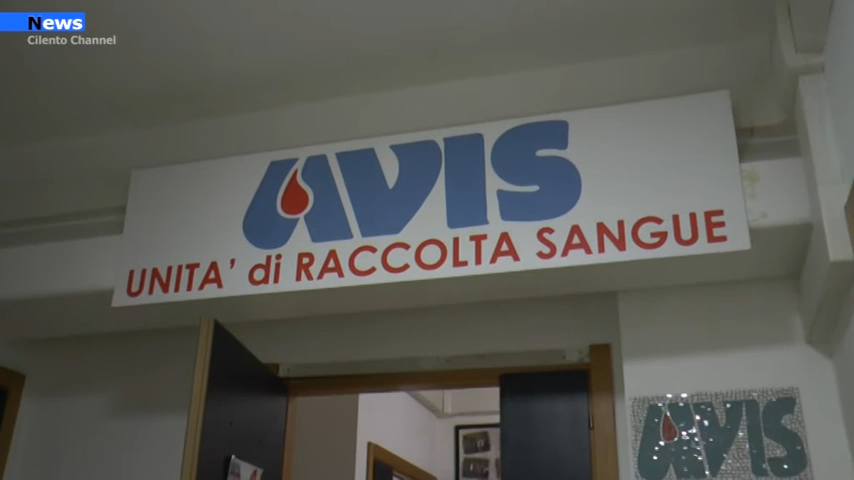 News
Cilento Channel
AVIS
UNITA' di RACCOLTA SANGUE
AVIS